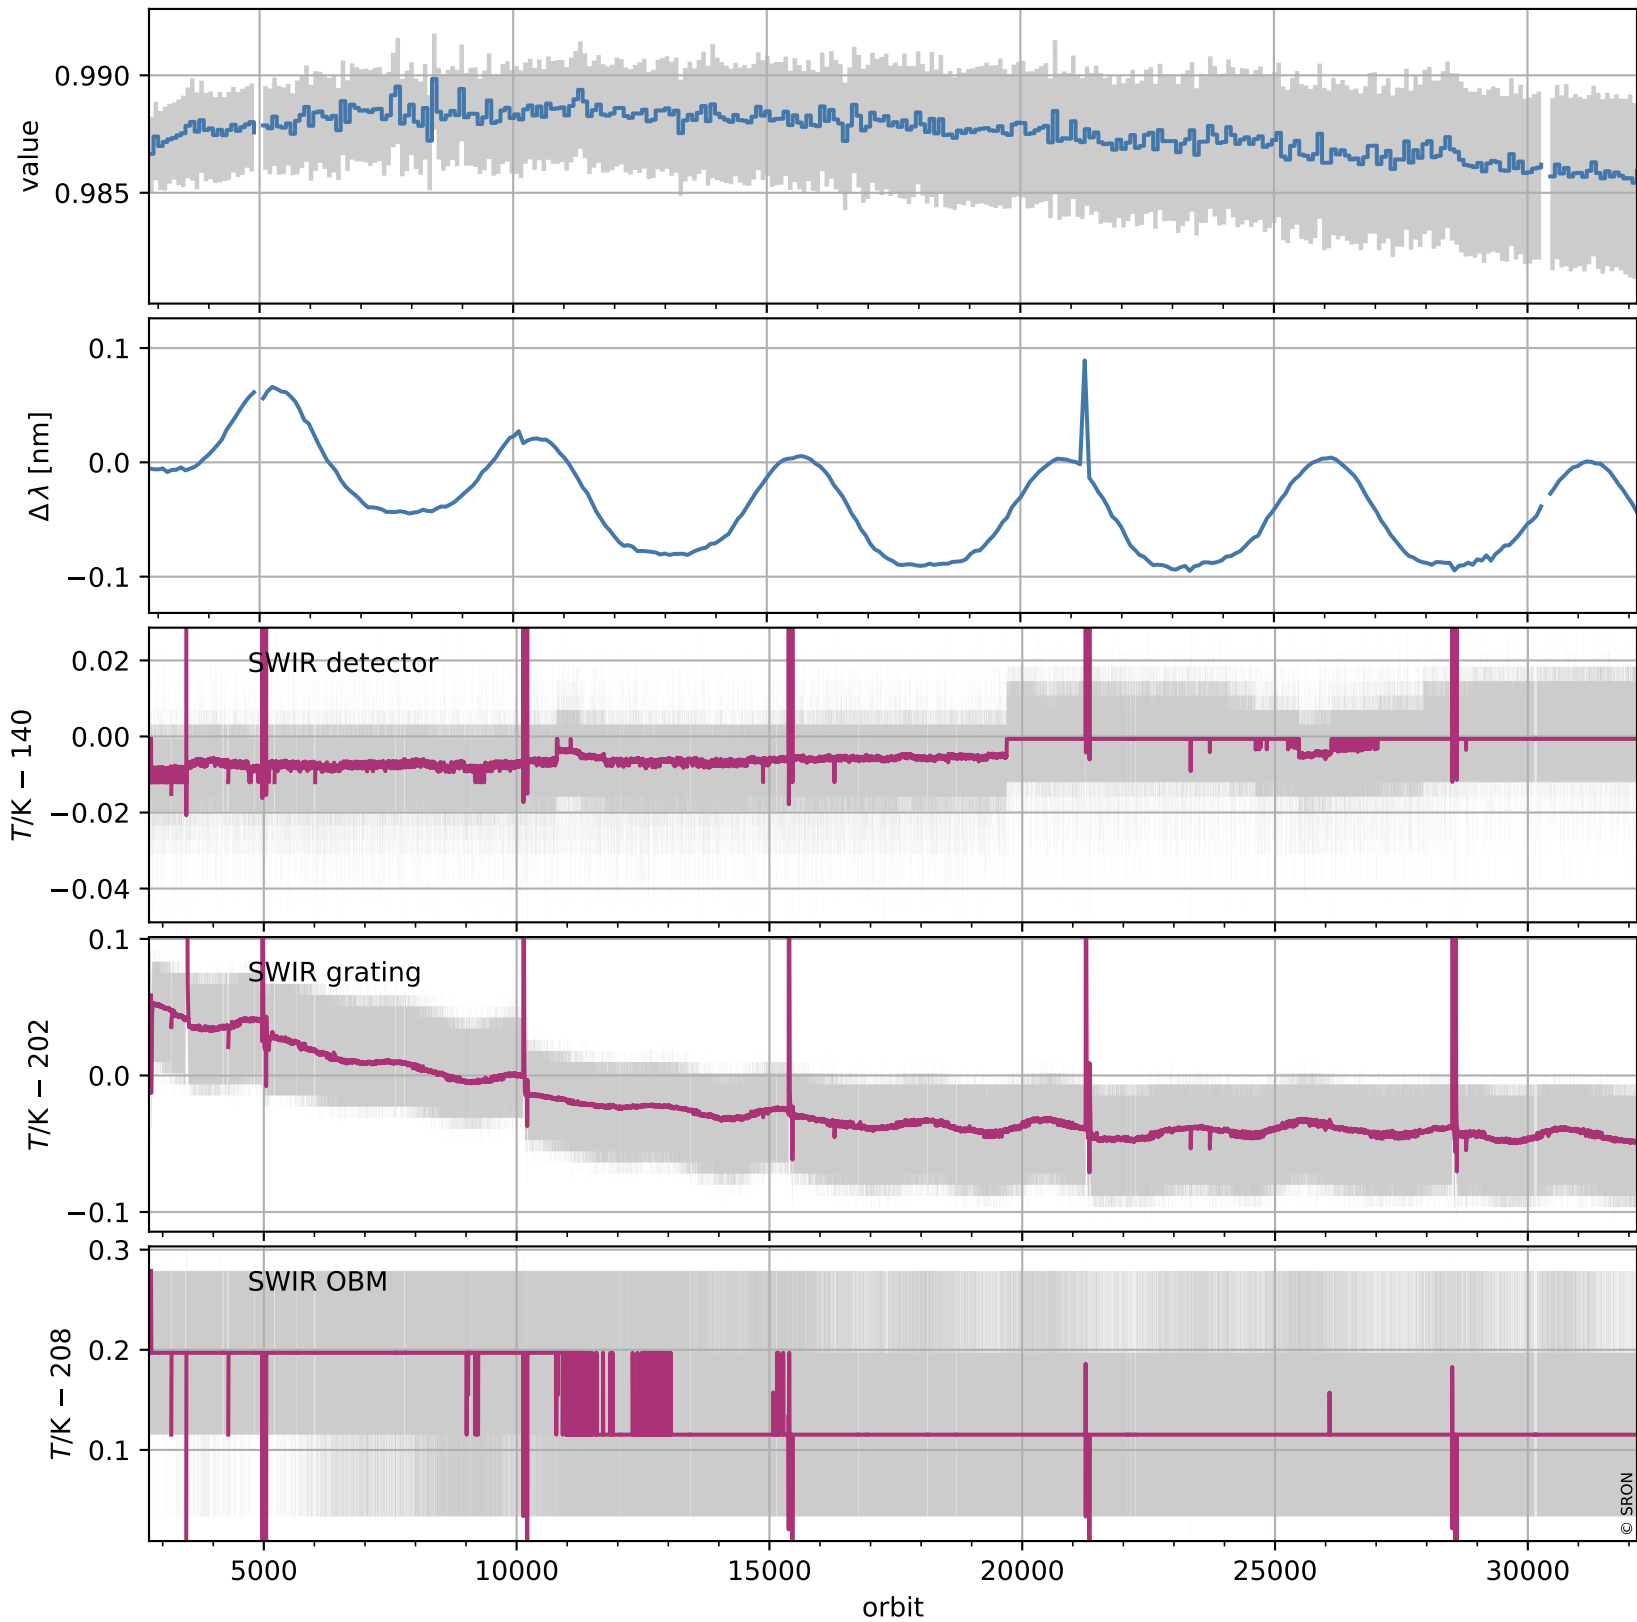 0.990
0.985
value
0.1
0.0
−0.1
Δλ [nm]
SWIR detector
0.02
0.00
−0.02
−0.04
T/K − 140
SWIR grating
0.1
0.0
−0.1
T/K − 202
SWIR OBM
0.3
0.2
0.1
T/K − 208
© SRON
5000 10000 15000 20000 25000 30000
orbit